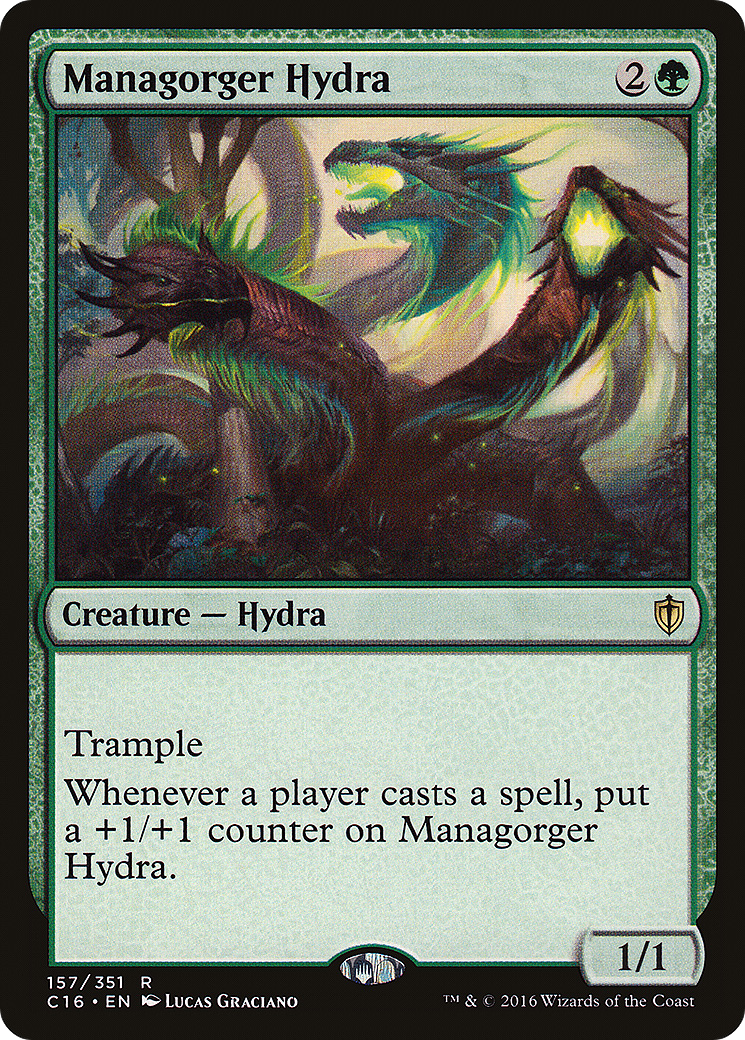 Managorger Hydra 2
Creature — Hydra
Trample
Whenever a player casts a spell, put
a +1/+1 counter on Managorger
Hydra.
1/1
157/351 R
C16 • EN Lucas Graciano
™ & © 2016 Wizards of the Coast